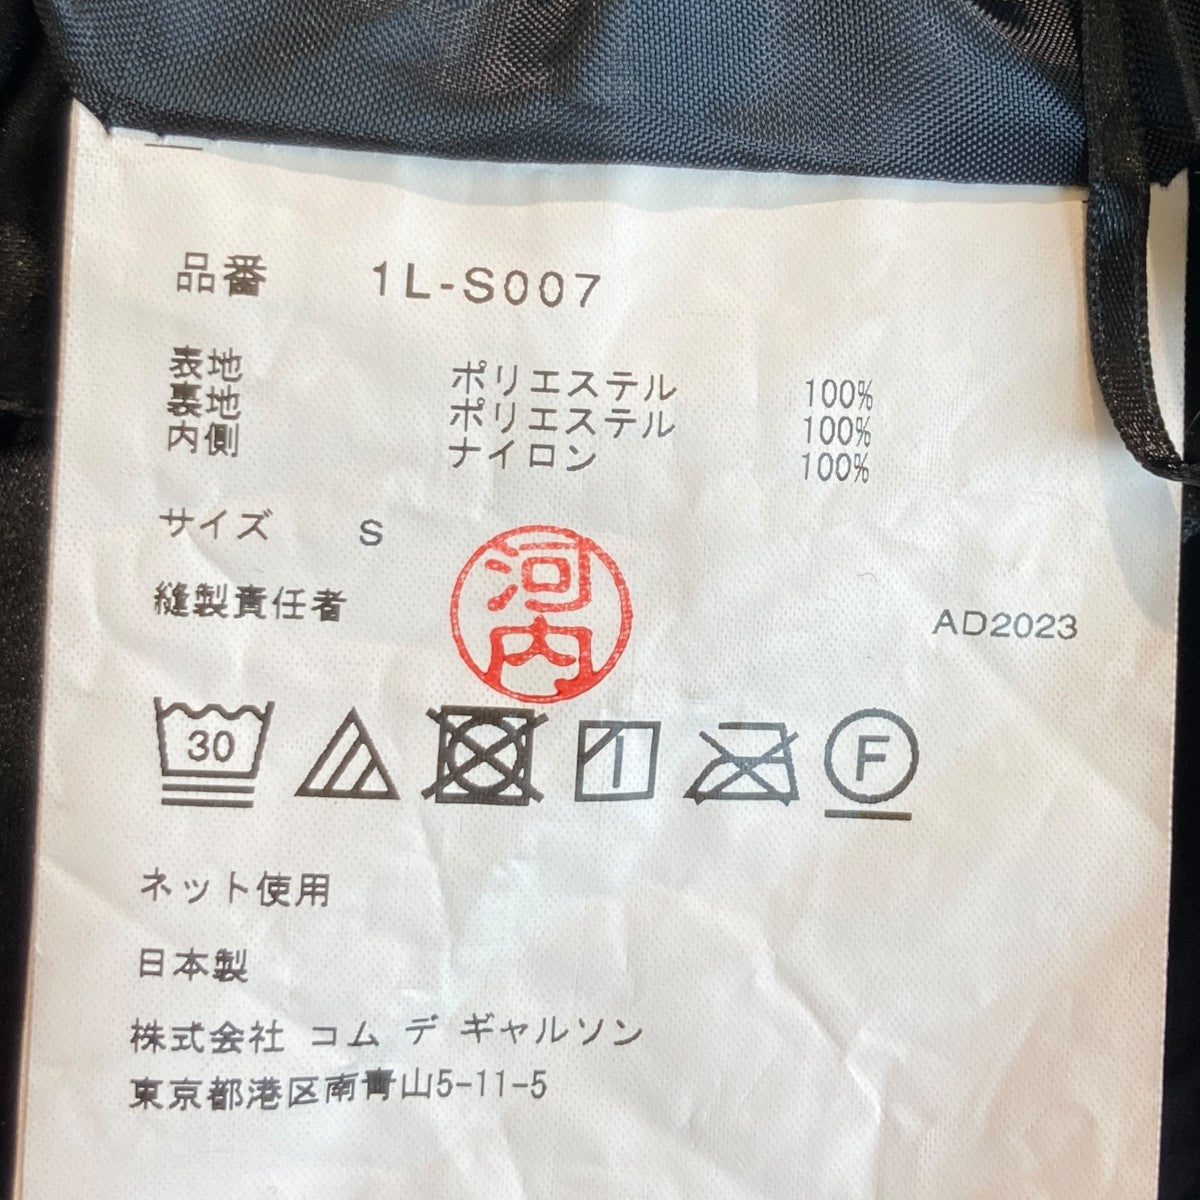 品番 1L-S007
表地 ポリエステル 100%
裏地 ポリエステル 100%
内側 ナイロン 100%
サイズ S
縫製責任者 河内 AD2023
30 F
ネット使用
日本製
株式会社 コム デ ギャルソン
東京都港区南青山5-11-5